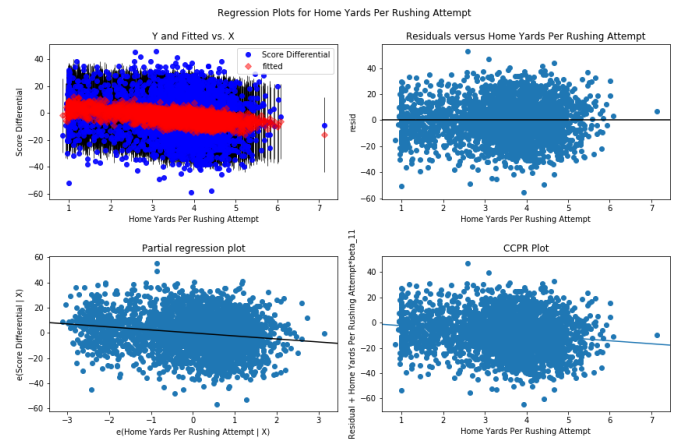 Regression Plots for Home Yards Per Rushing Attempt
Y and Fitted vs. X
Score Differential
fitted
40
20
0
−20
−40
−60
Score Differential
1 2 3 4 5 6 7
Home Yards Per Rushing Attempt
Residuals versus Home Yards Per Rushing Attempt
40
20
0
−20
−40
−60
resid
1 2 3 4 5 6 7
Home Yards Per Rushing Attempt
Partial regression plot
60
40
20
0
−20
−40
−60
e(Score Differential | X)
−3 −2 −1 0 1 2 3
e(Home Yards Per Rushing Attempt | X)
CCPR Plot
40
20
0
−20
−40
−60
Residual + Home Yards Per Rushing Attempt*beta_11
1 2 3 4 5 6 7
Home Yards Per Rushing Attempt